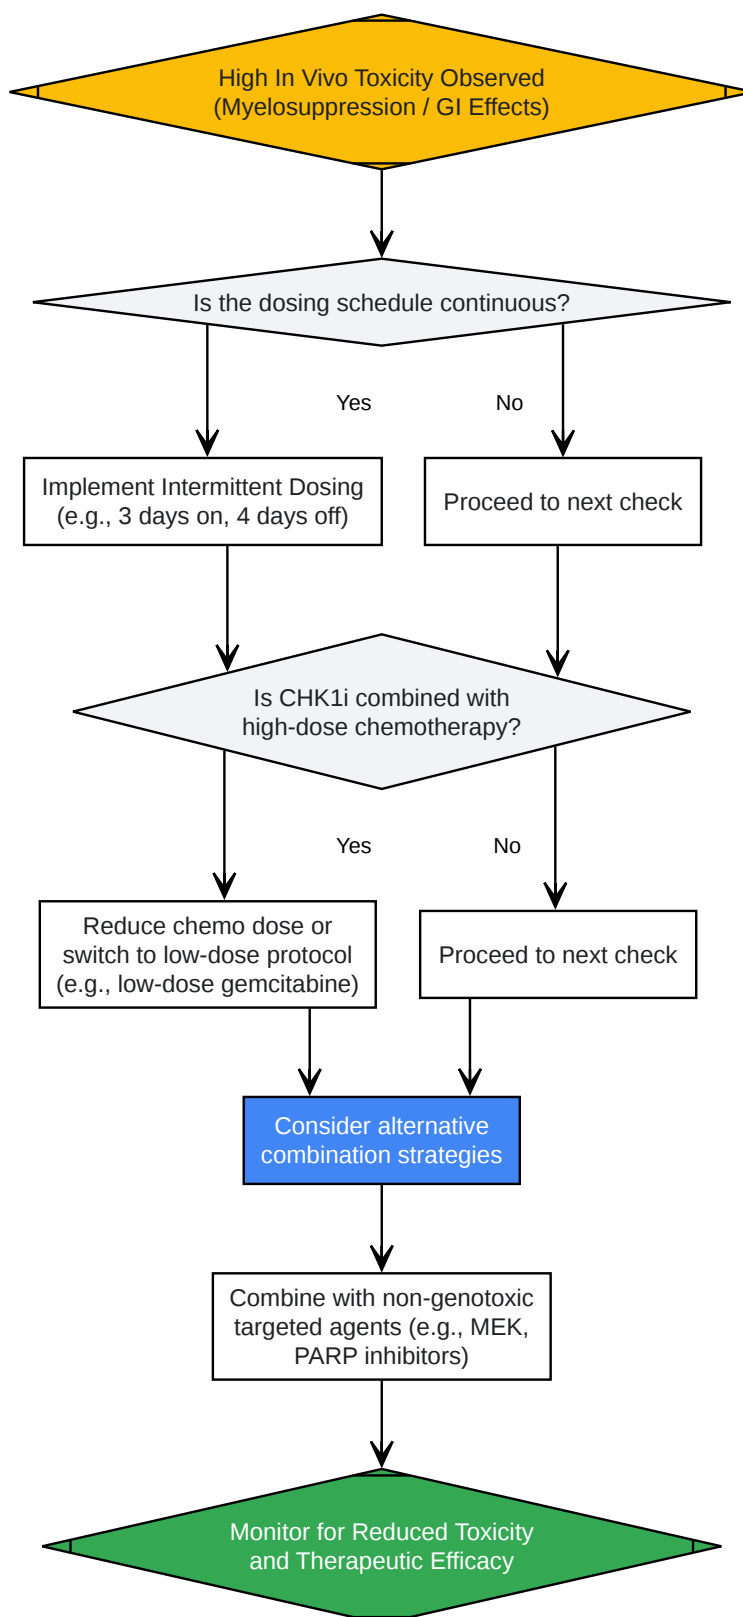 High In Vivo Toxicity Observed
(Myelosuppression / GI Effects)
Is the dosing schedule continuous?
Yes
No
Implement Intermittent Dosing
(e.g., 3 days on, 4 days off)
Proceed to next check
Is CHK1i combined with
high-dose chemotherapy?
Yes
No
Reduce chemo dose or
switch to low-dose protocol
(e.g., low-dose gemcitabine)
Proceed to next check
Consider alternative
combination strategies
Combine with non-genotoxic
targeted agents (e.g., MEK,
PARP inhibitors)
Monitor for Reduced Toxicity
and Therapeutic Efficacy